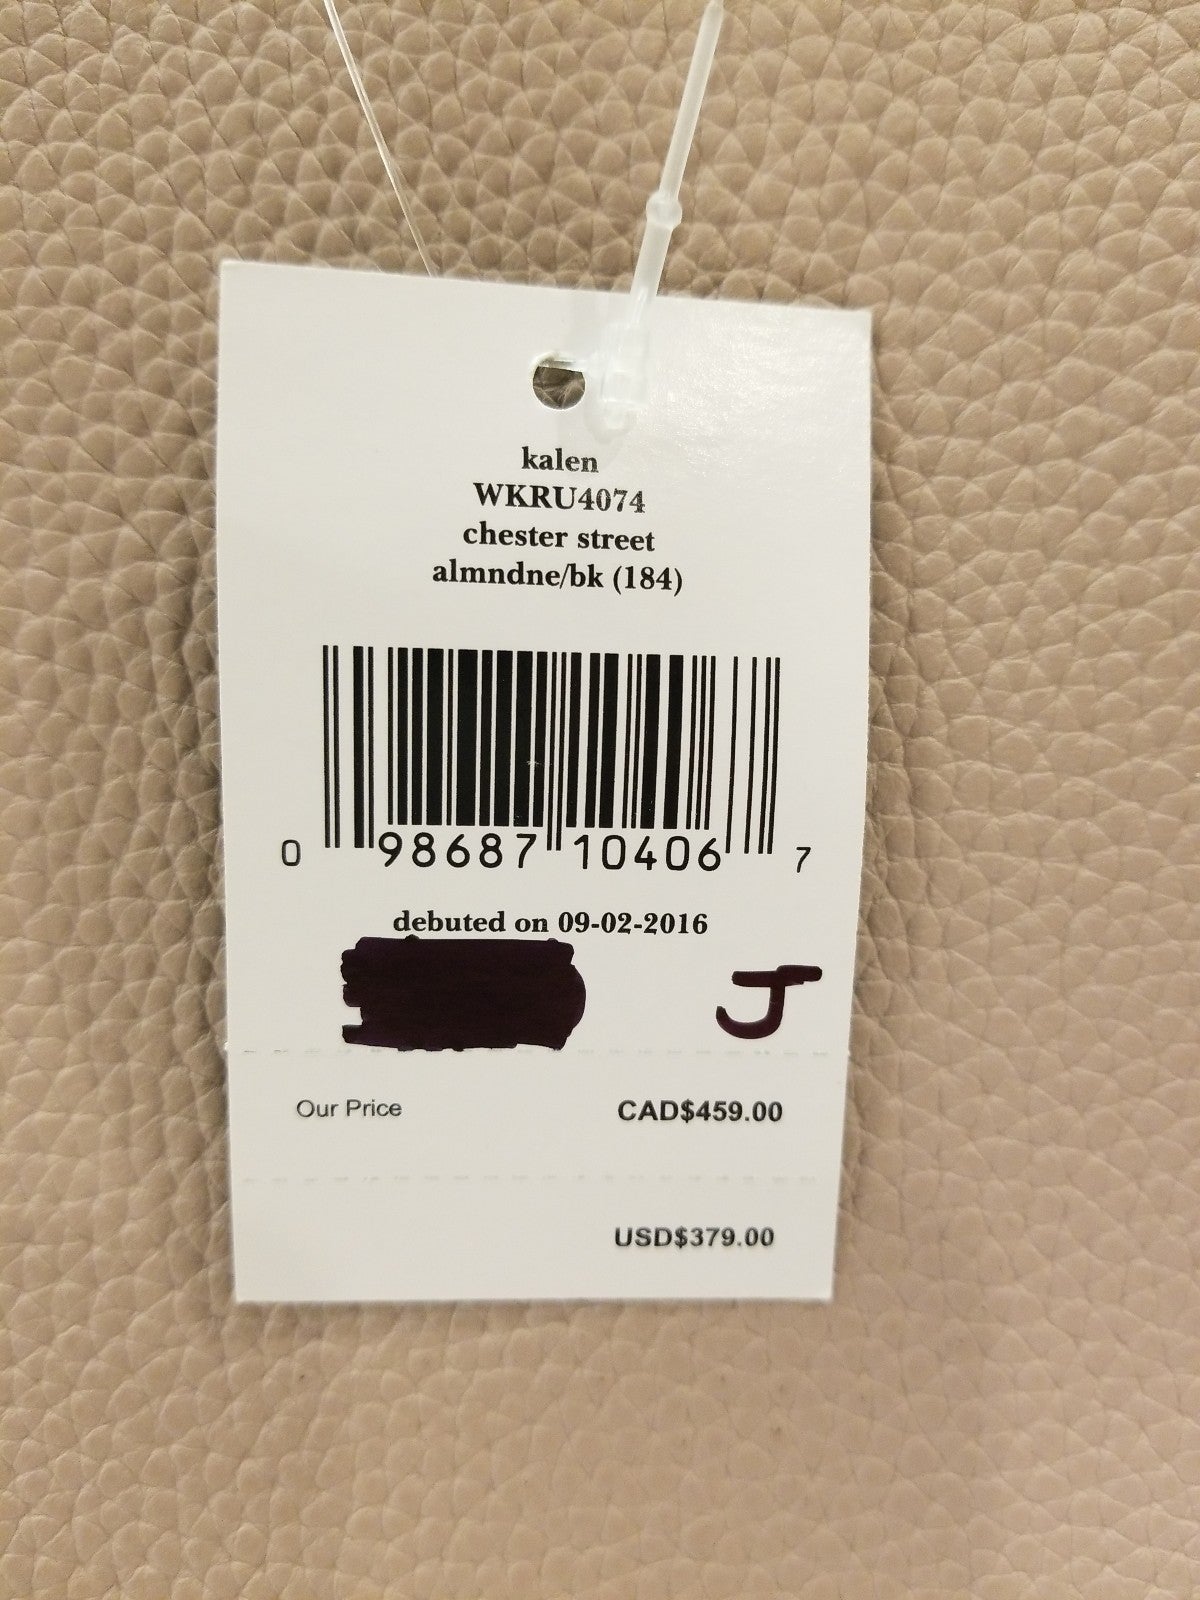 kalen
WKRU4074
chester street
almndne/bk (184)
0 98687 10406 7
debuted on 09-02-2016
J
Our Price CAD$459.00
USD$379.00